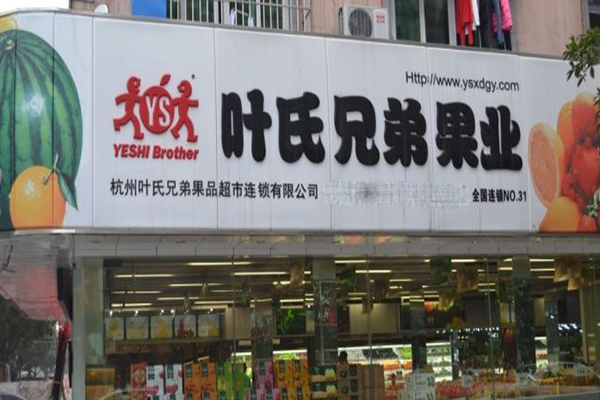 Http://www.ysxdgy.com
YS
YESHI Brother
叶氏兄弟果业
杭州叶氏兄弟果品超市连锁有限公司
全国连锁NO.31